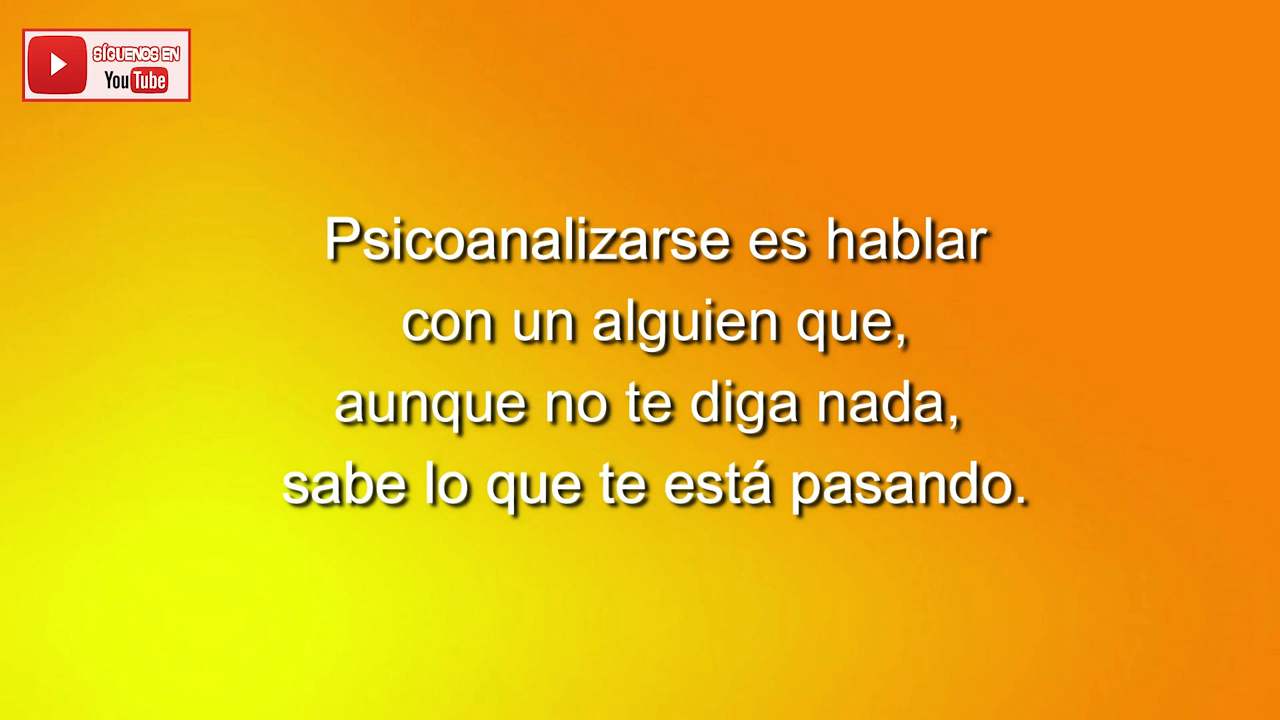 SÍGUENOS EN
YouTube
Psicoanalizarse es hablar
con un alguien que,
aunque no te diga nada,
sabe lo que te está pasando.